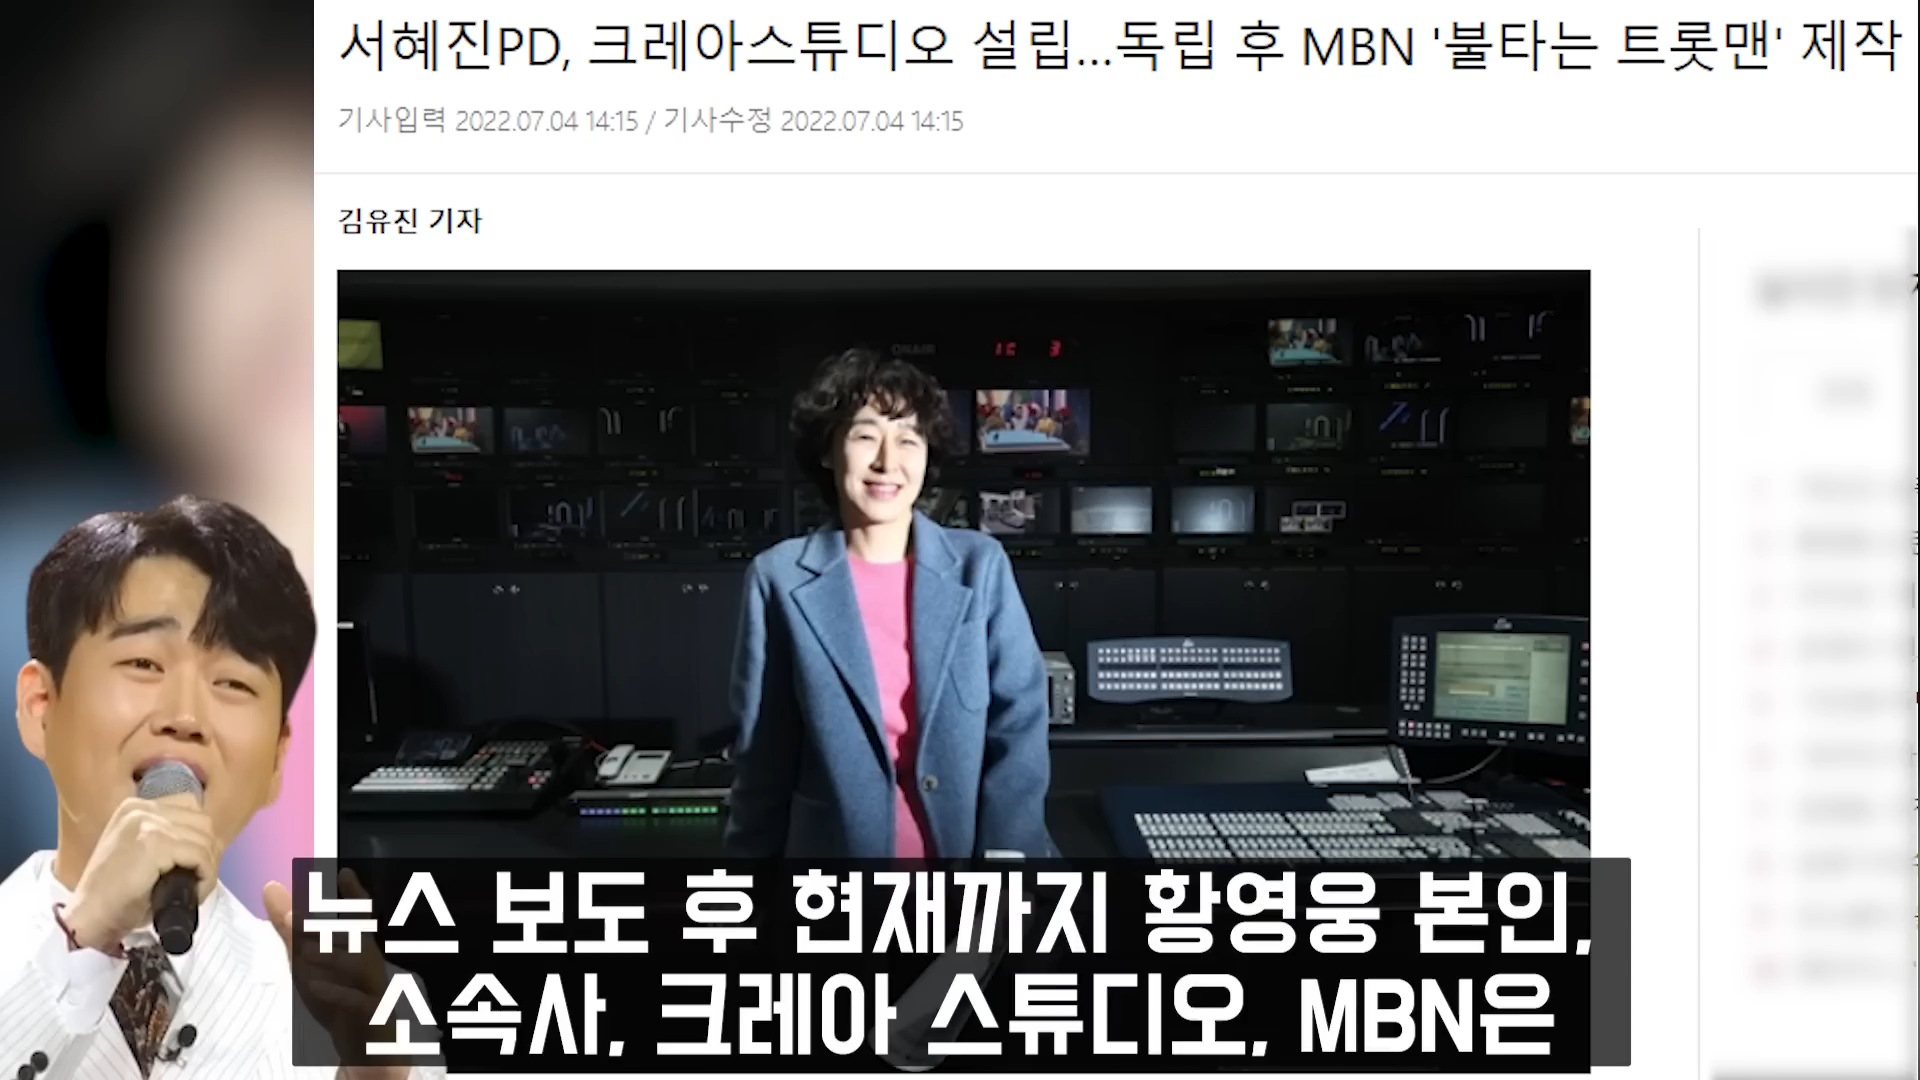 서혜진PD, 크레아스튜디오 설립...독립 후 MBN '불타는 트롯맨' 제작
기사입력 2022.07.04 14:15 / 기사수정 2022.07.04 14:15
김유진 기자
ONAIR
뉴스 보도 후 현재까지 황영웅 본인,
소속사, 크레아 스튜디오, MBN은